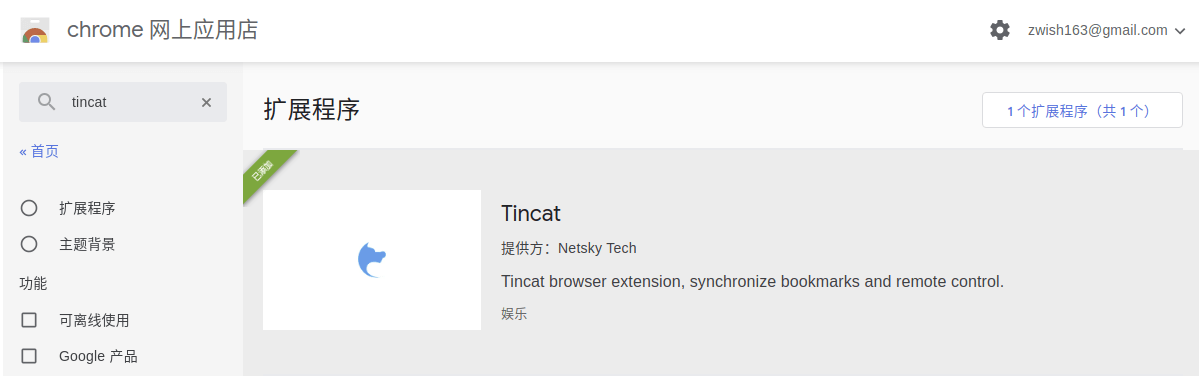 chrome 网上应用店
zwish163@gmail.com
tincat
« 首页
扩展程序
主题背景
功能
可离线使用
Google 产品
扩展程序
1 个扩展程序（共 1 个）
已添加
Tincat
提供方：Netsky Tech
Tincat browser extension, synchronize bookmarks and remote control.
娱乐